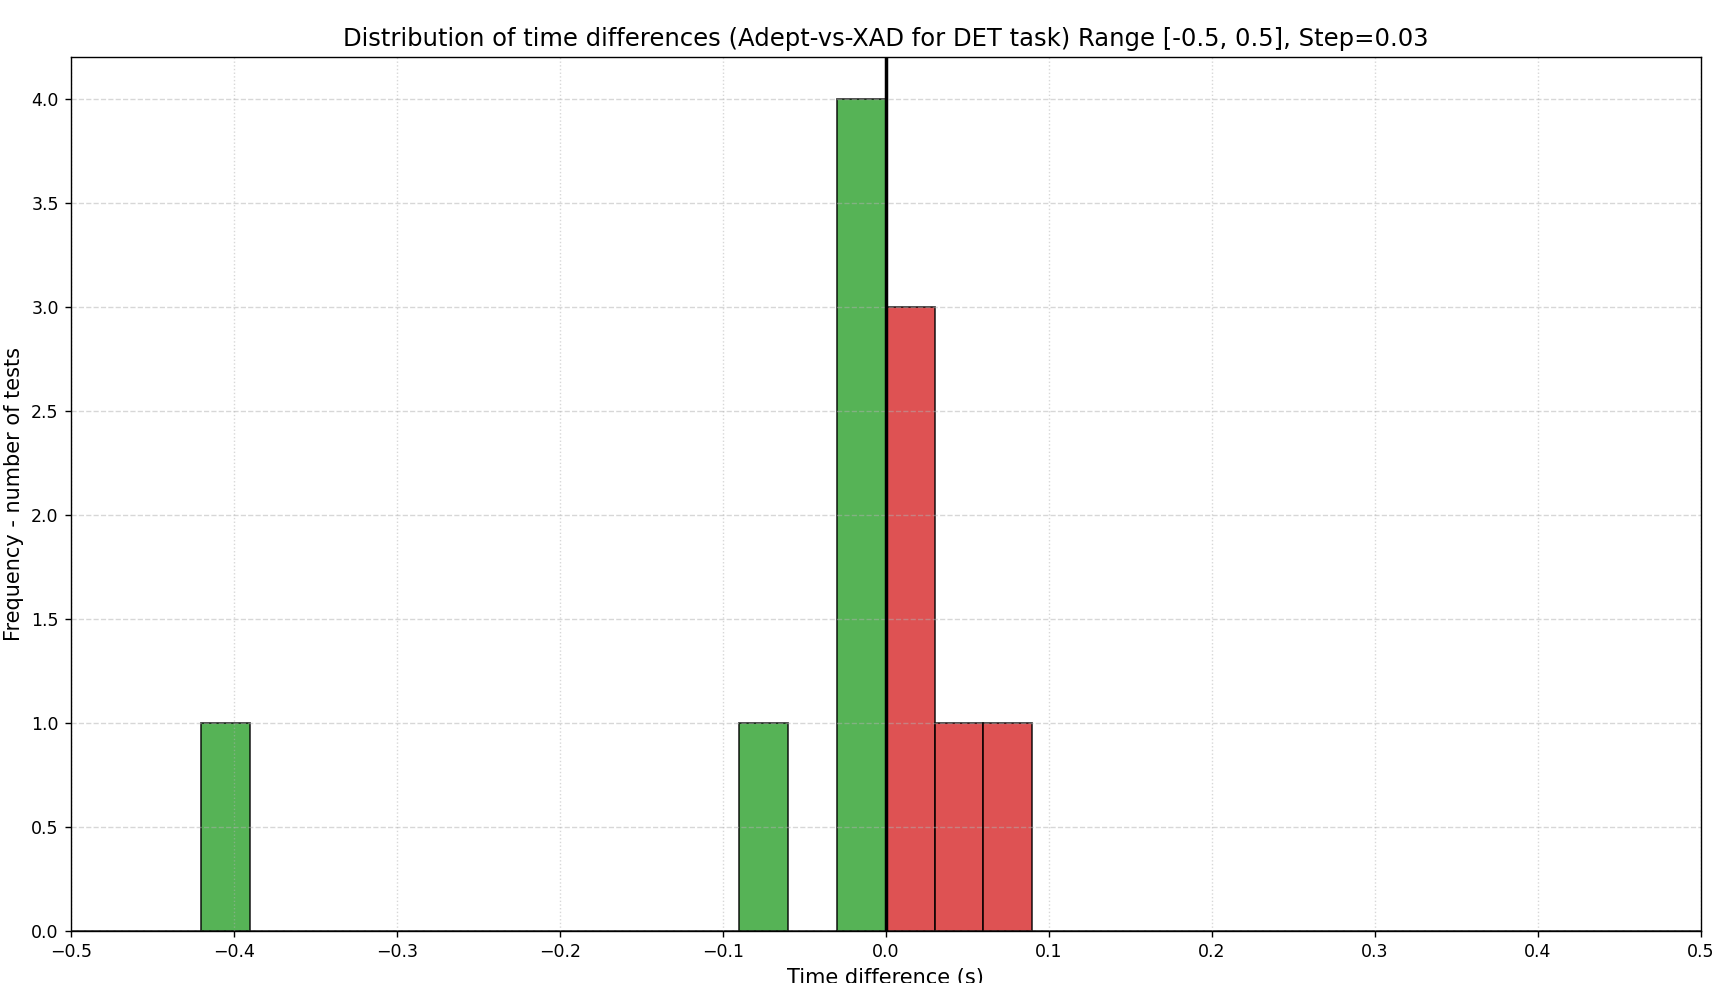 Distribution of time differences (Adept-vs-XAD for DET task) Range [-0.5, 0.5], Step=0.03
Frequency - number of tests
4.0
3.5
3.0
2.5
2.0
1.5
1.0
0.5
0.0
−0.5 −0.4 −0.3 −0.2 −0.1 0.0 0.1 0.2 0.3 0.4 0.5
Time difference (s)